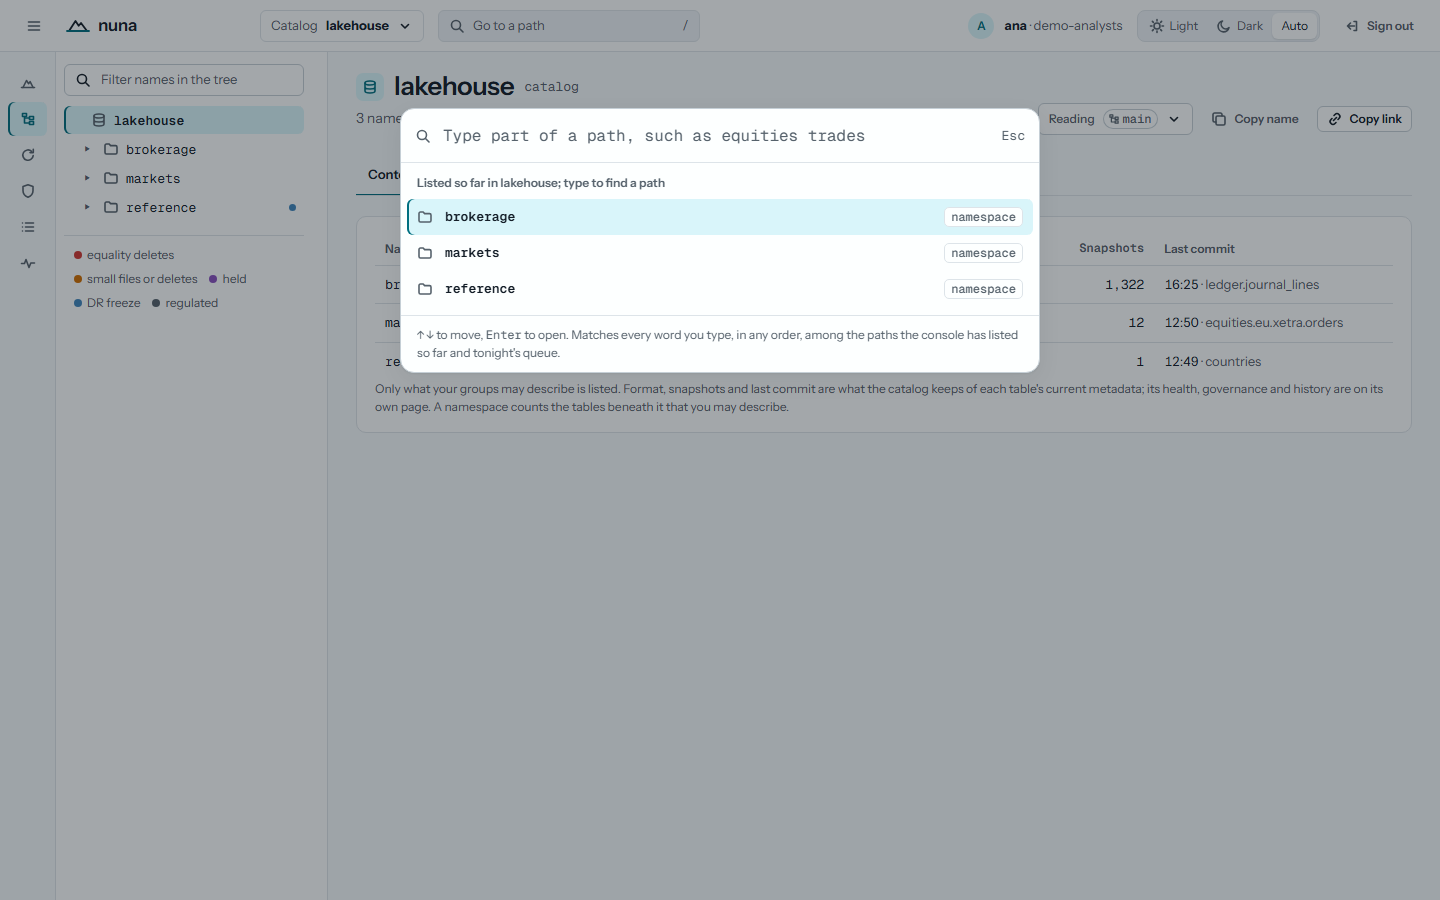 nuna
Catalog lakehouse
Go to a path /
A ana · demo-analysts
Light Dark Auto
Sign out
Filter names in the tree
lakehouse
brokerage
markets
reference
equality deletes
small files or deletes held
DR freeze regulated
lakehouse catalog
3 name
Reading main
Copy name
Copy link
Conte
Type part of a path, such as equities trades Esc
Listed so far in lakehouse; type to find a path
brokerage namespace
markets namespace
reference namespace
↑↓ to move, Enter to open. Matches every word you type, in any order, among the paths the console has listed
so far and tonight's queue.
Na Snapshots Last commit
br 1,322 16:25 · ledger.journal_lines
ma 12 12:50 · equities.eu.xetra.orders
re 1 12:49 · countries
Only what your groups may describe is listed. Format, snapshots and last commit are what the catalog keeps of each table's current metadata; its health, governance and history are on its
own page. A namespace counts the tables beneath it that you may describe.